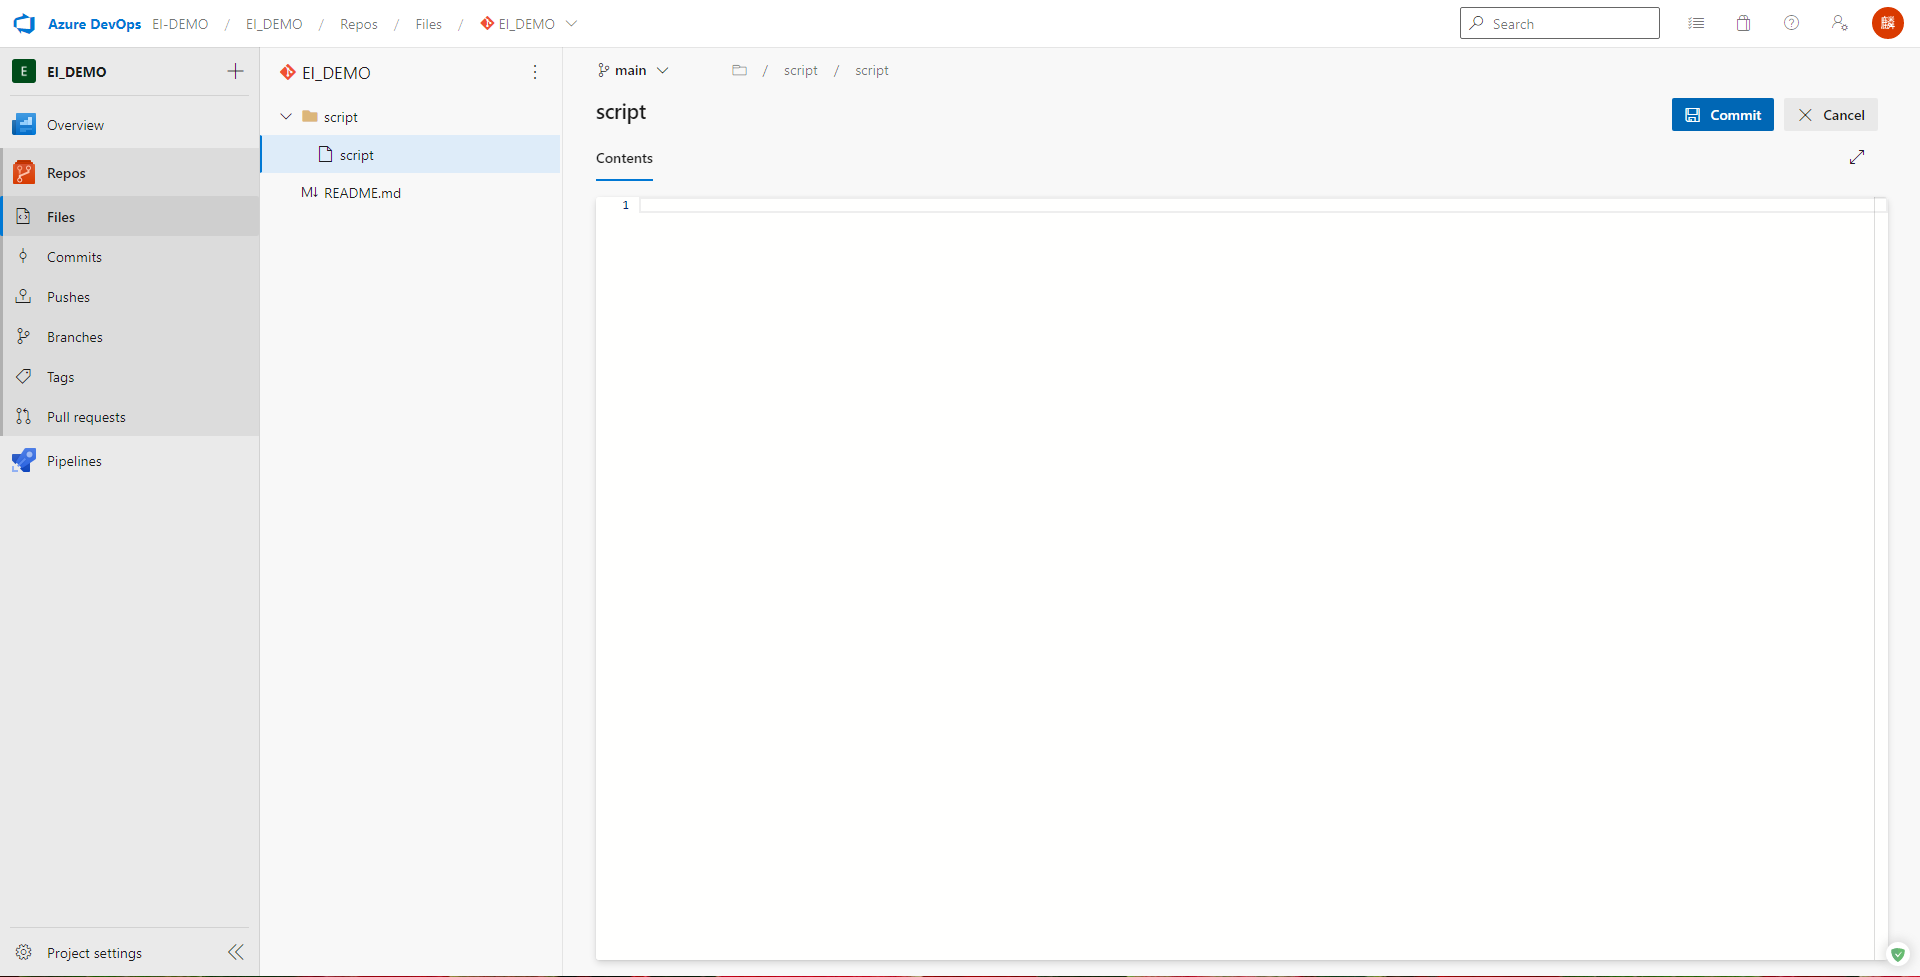 Azure DevOps EI-DEMO / EI_DEMO / Repos / Files / EI_DEMO
Search
麟
E EI_DEMO
Overview
Repos
Files
Commits
Pushes
Branches
Tags
Pull requests
Pipelines
Project settings
EI_DEMO
script
script
M↓ README.md
main
/ script / script
script
Commit
Cancel
Contents
1